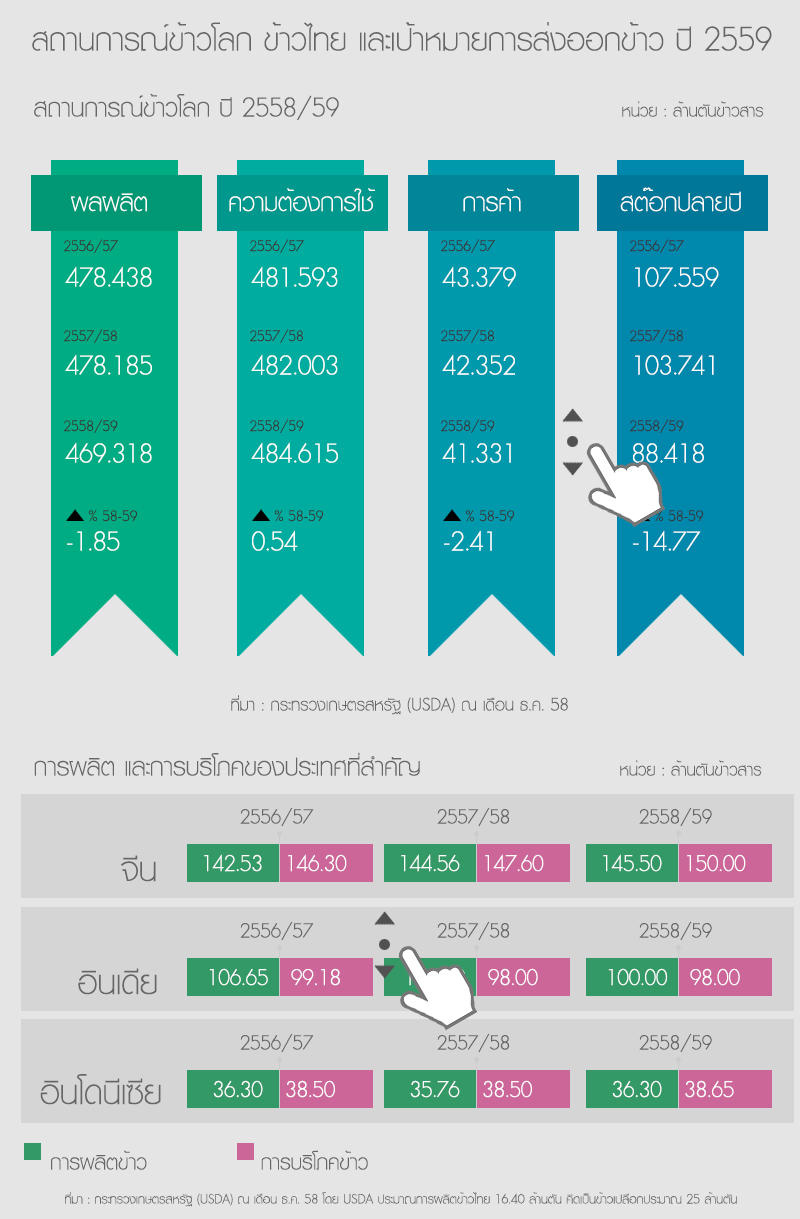 สถานการณ์ข้าวโลก ข้าวไทย และเป้าหมายการส่งออกข้าว ปี 2559
สถานการณ์ข้าวโลก ปี 2558/59
หน่วย : ล้านตันข้าวสาร
ผลผลิต
2556/57
478.438
2557/58
478.185
2558/59
469.318
▲ % 58-59
-1.85
ความต้องการใช้
2556/57
481.593
2557/58
482.003
2558/59
484.615
▲ % 58-59
0.54
การค้า
2556/57
43.379
2557/58
42.352
2558/59
41.331
▲ % 58-59
-2.41
สต๊อกปลายปี
2556/57
107.559
2557/58
103.741
2558/59
88.418
% 58-59
-14.77
ที่มา : กระทรวงเกษตรสหรัฐ (USDA) ณ เดือน ธ.ค. 58
การผลิต และการบริโภคของประเทศที่สำคัญ
หน่วย : ล้านตันข้าวสาร
2556/57 2557/58 2558/59
จีน 142.53 146.30 144.56 147.60 145.50 150.00
2556/57 2557/58 2558/59
อินเดีย 106.65 99.18 98.00 100.00 98.00
2556/57 2557/58 2558/59
อินโดนีเซีย 36.30 38.50 35.76 38.50 36.30 38.65
การผลิตข้าว การบริโภคข้าว
ที่มา : กระทรวงเกษตรสหรัฐ (USDA) ณ เดือน ธ.ค. 58 โดย USDA ประมาณการผลิตข้าวไทย 16.40 ล้านตัน คิดเป็นข้าวเปลือกประมาณ 25 ล้านตัน